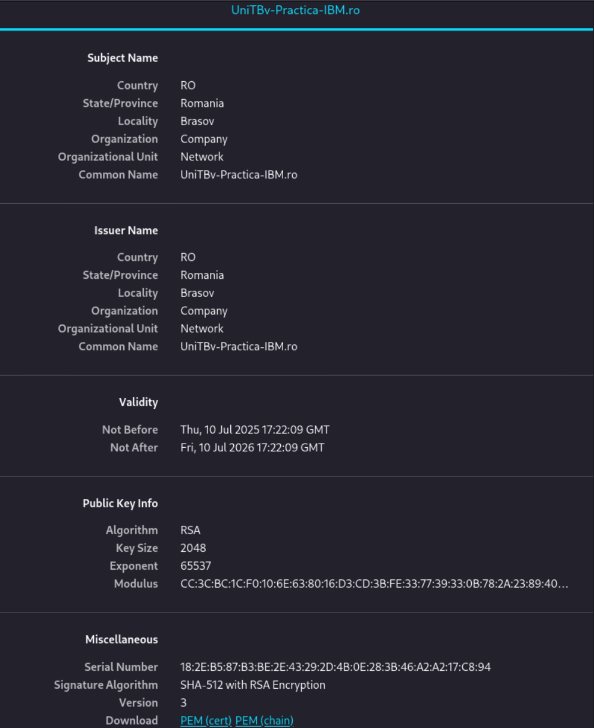 UniTBv-Practica-IBM.ro
Subject Name
Country RO
State/Province Romania
Locality Brasov
Organization Company
Organizational Unit Network
Common Name UniTBv-Practica-IBM.ro
Issuer Name
Country RO
State/Province Romania
Locality Brasov
Organization Company
Organizational Unit Network
Common Name UniTBv-Practica-IBM.ro
Validity
Not Before Thu, 10 Jul 2025 17:22:09 GMT
Not After Fri, 10 Jul 2026 17:22:09 GMT
Public Key Info
Algorithm RSA
Key Size 2048
Exponent 65537
Modulus CC:3C:BC:1C:F0:10:6E:63:80:16:D3:CD:3B:FE:33:77:39:33:0B:78:2A:23:89:40…
Miscellaneous
Serial Number 18:2E:B5:87:B3:BE:2E:43:29:2D:4B:0E:28:3B:46:A2:A2:17:C8:94
Signature Algorithm SHA-512 with RSA Encryption
Version 3
Download PEM (cert) PEM (chain)